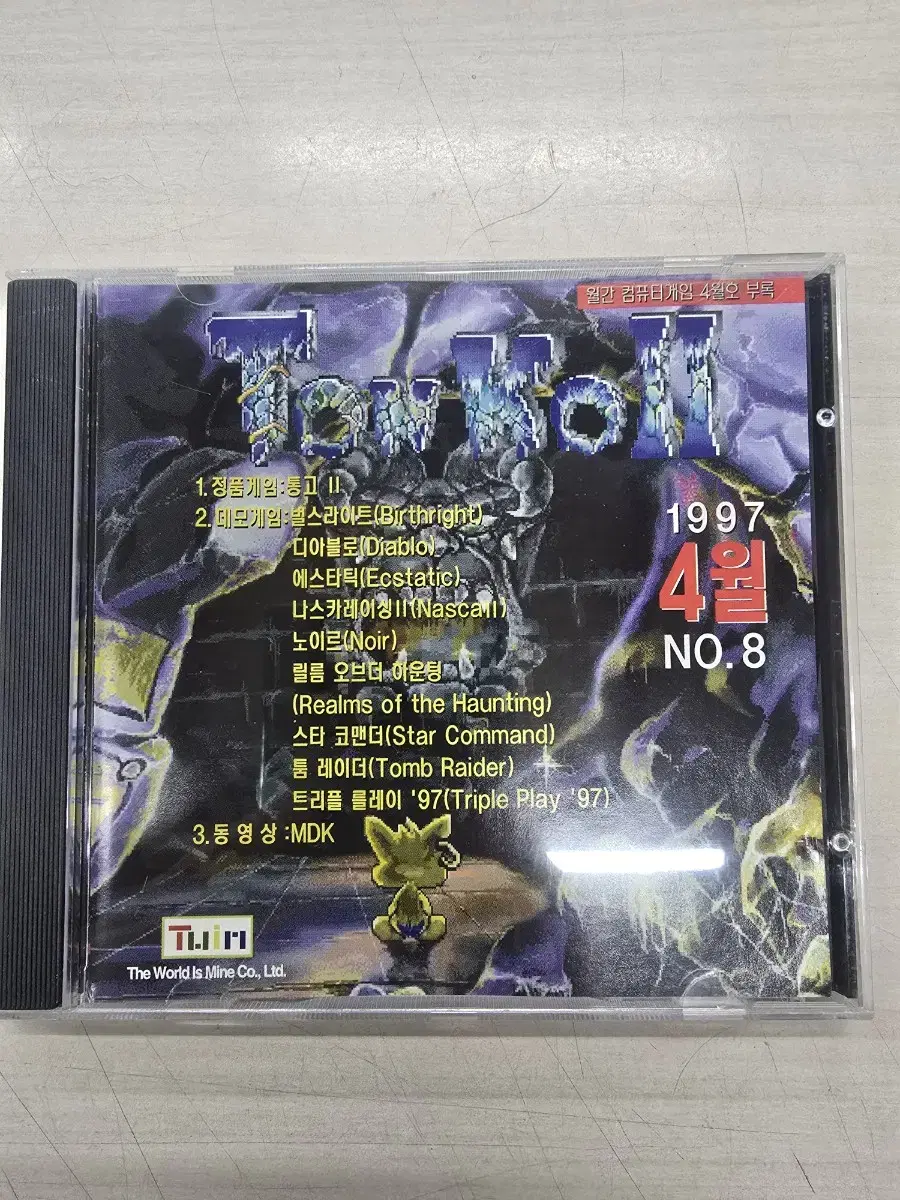 월간 컴퓨터게임 4월호 부록
TonKoII
1. 정품게임:통고 II
2. 데모게임:벌스라이트(Birthright)
디아블로(Diablo)
에스타틱(Ecstatic)
나스카레이싱II(NascaII)
노이르(Noir)
릴름 오브더 하운팅
(Realms of the Haunting)
스타 코맨더(Star Command)
툼 레이더(Tomb Raider)
트리플 플레이 '97(Triple Play '97)
3. 동영상 :MDK
1997
4월
NO.8
TWIM
The World Is Mine Co., Ltd.